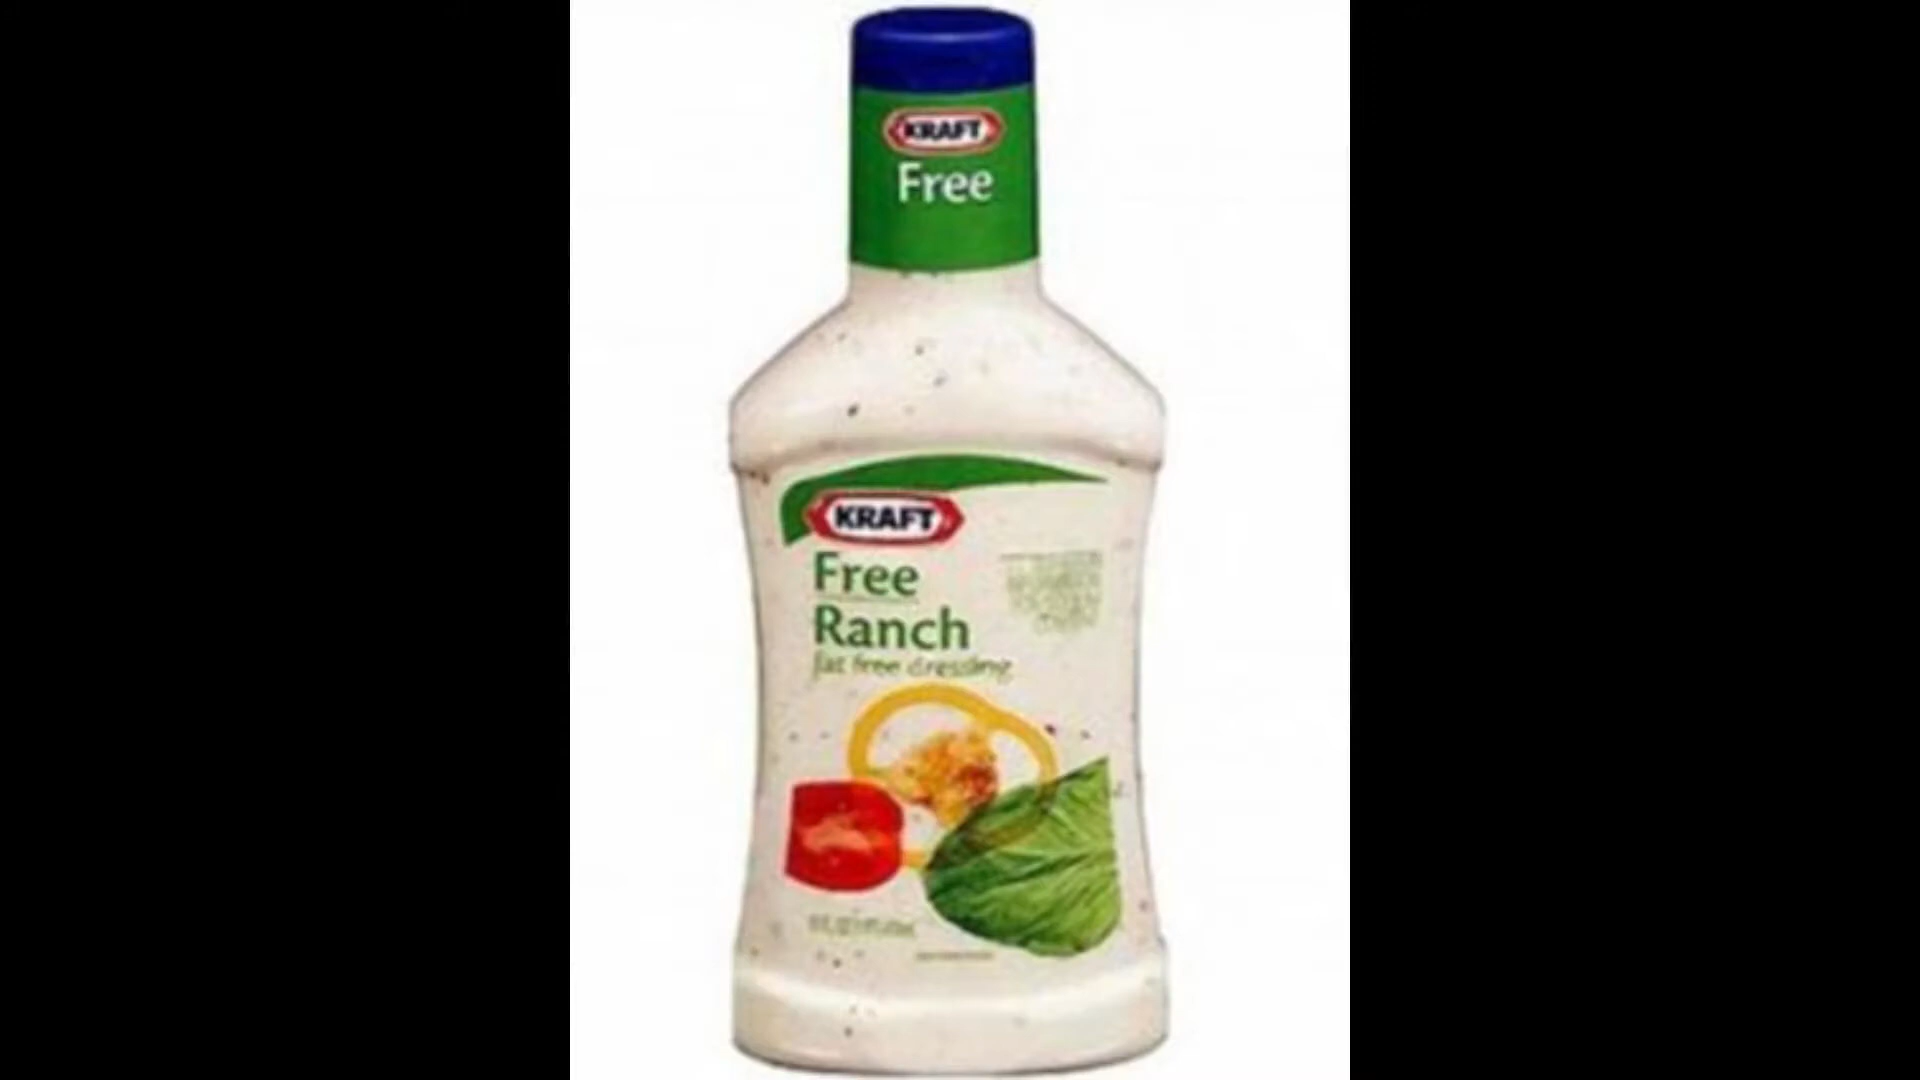 KRAFT
Free
KRAFT
Free
Ranch
fat free dressing